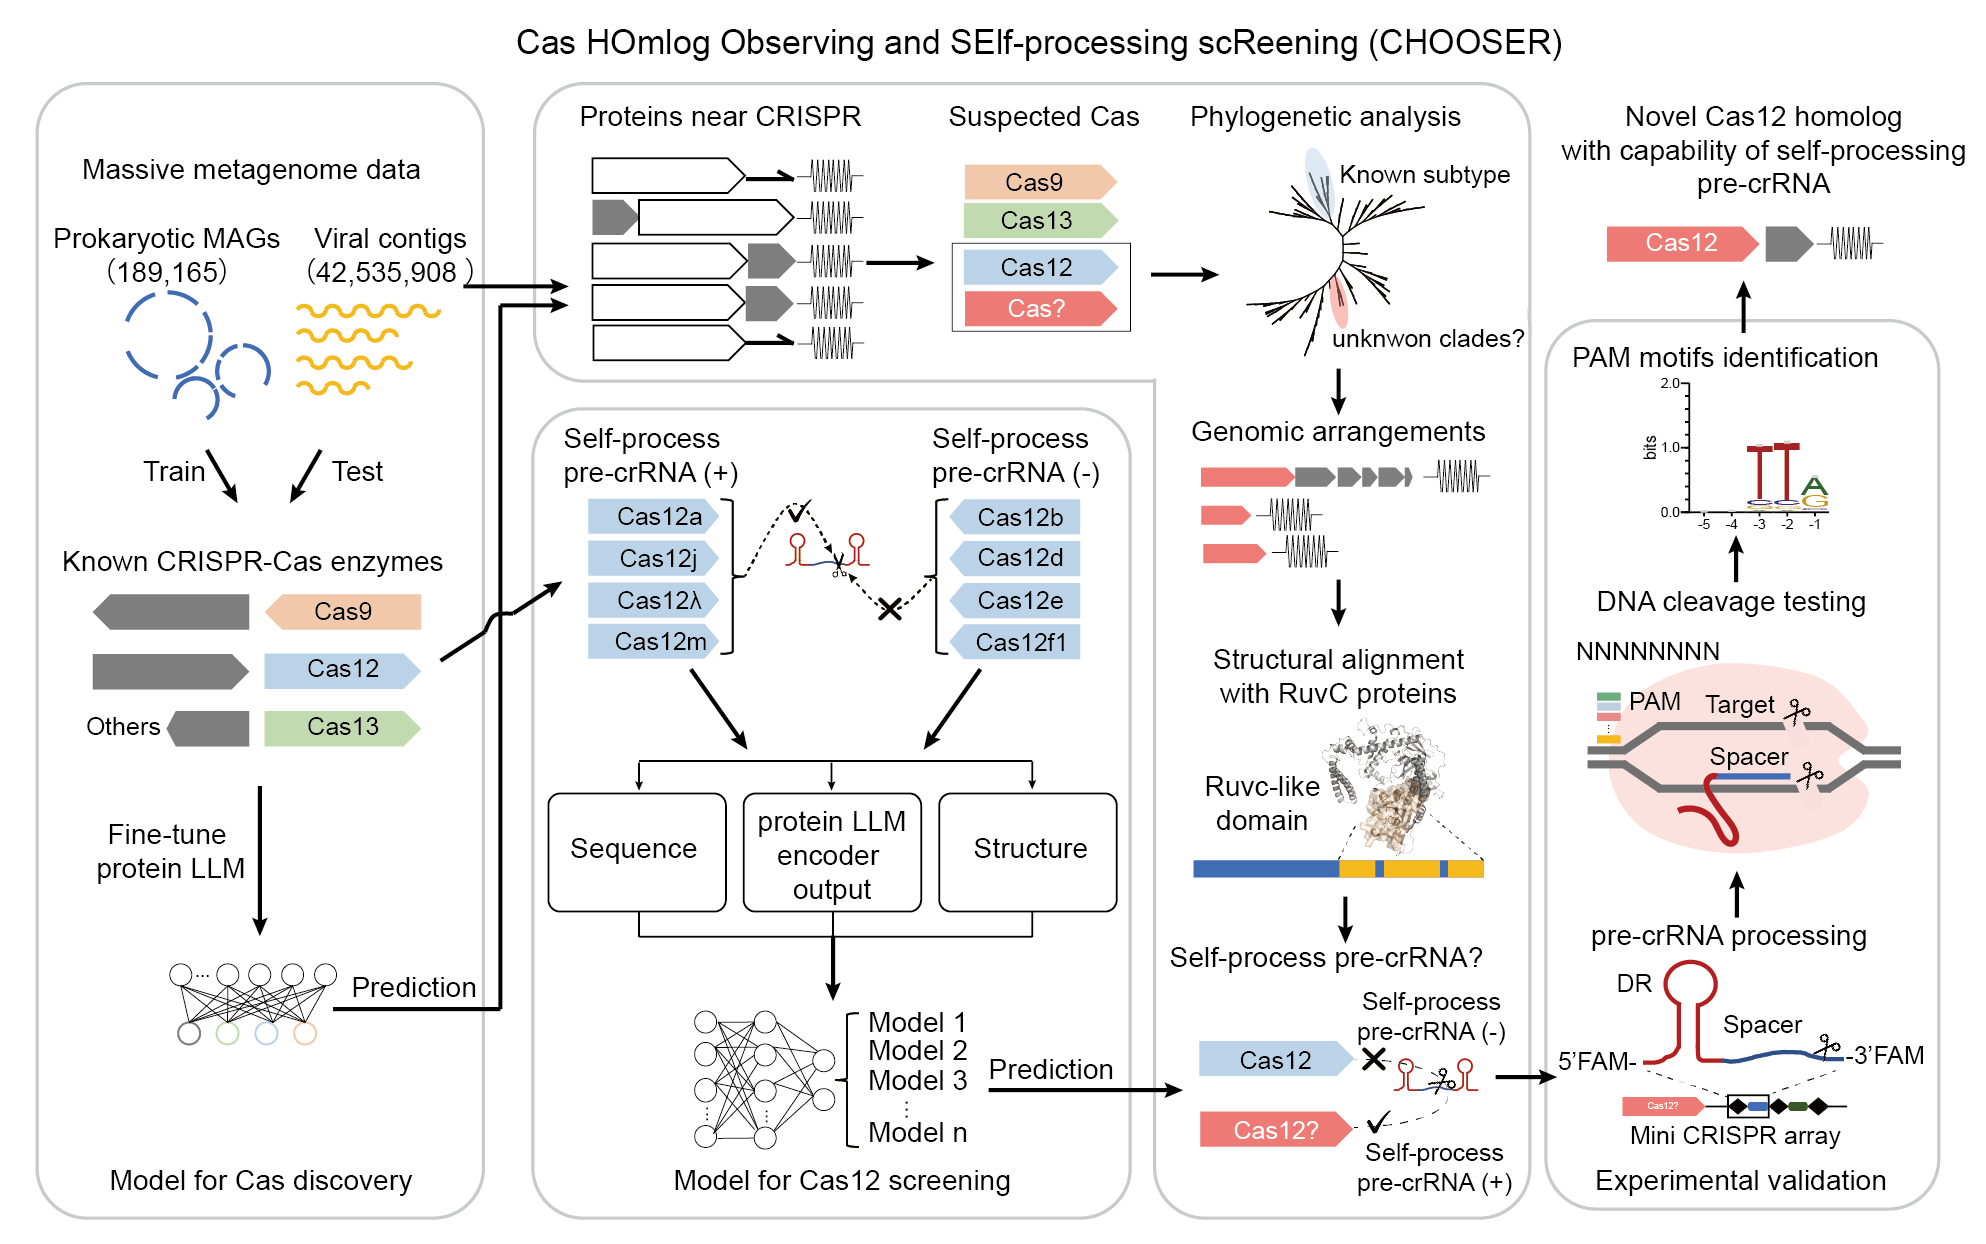 Cas HOmlog Observing and SElf-processing scReening (CHOOSER)
Massive metagenome data
Prokaryotic MAGs
(189,165)
Viral contigs
(42,535,908 )
Train
Test
Known CRISPR-Cas enzymes
Cas9
Cas12
Others
Cas13
Fine-tune
protein LLM
...
Prediction
Model for Cas discovery
Proteins near CRISPR
Suspected Cas
Cas9
Cas13
Cas12
Cas?
Phylogenetic analysis
Known subtype
unknwon clades?
Self-process
pre-crRNA (+)
Cas12a
Cas12j
Cas12λ
Cas12m
Self-process
pre-crRNA (-)
Cas12b
Cas12d
Cas12e
Cas12f1
Sequence
protein LLM
encoder
output
Structure
Model 1
Model 2
Model 3
Model n
Prediction
Model for Cas12 screening
Genomic arrangements
Structural alignment
with RuvC proteins
Ruvc-like
domain
Self-process pre-crRNA?
Self-process
pre-crRNA (-)
Cas12
Cas12?
Self-process
pre-crRNA (+)
Novel Cas12 homolog
with capability of self-processing
pre-crRNA
Cas12
PAM motifs identification
2.0
1.0
0.0
bits
T T A
C C G
-5 -4 -3 -2 -1
DNA cleavage testing
NNNNNNNN
PAM
Target
Spacer
pre-crRNA processing
DR
Spacer
5'FAM-
-3'FAM
Cas12?
Mini CRISPR array
Experimental validation